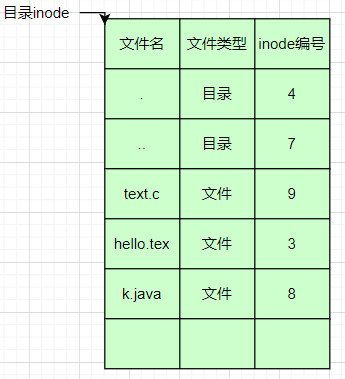 目录inode
文件名 文件类型 inode编号
. 目录 4
.. 目录 7
text.c 文件 9
hello.tex 文件 3
k.java 文件 8